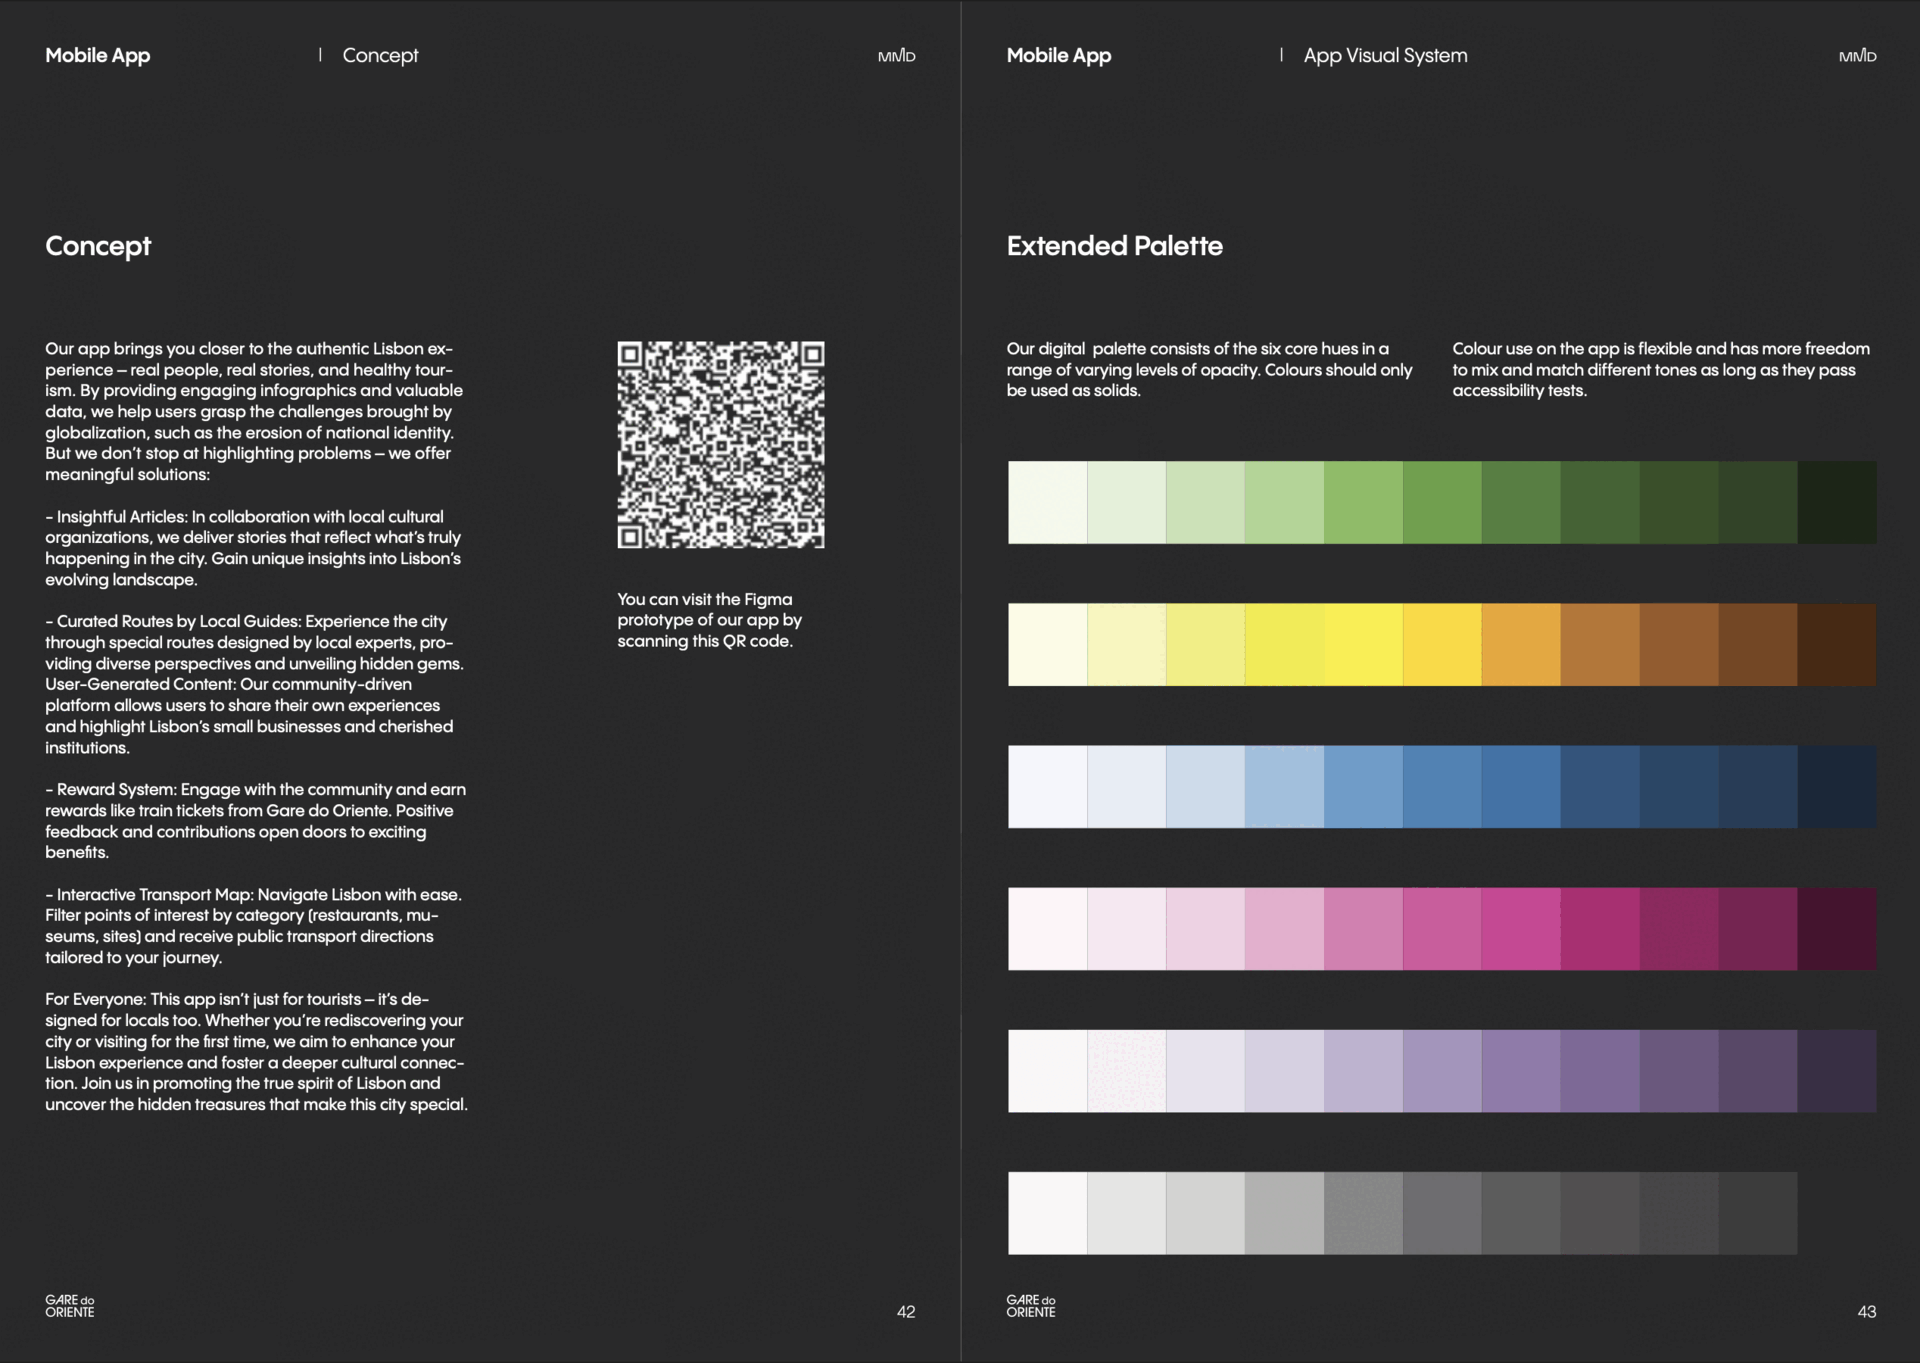 Mobile App | Concept
MMD
Concept
Our app brings you closer to the authentic Lisbon ex-
perience – real people, real stories, and healthy tour-
ism. By providing engaging infographics and valuable
data, we help users grasp the challenges brought by
globalization, such as the erosion of national identity.
But we don't stop at highlighting problems – we offer
meaningful solutions:
- Insightful Articles: In collaboration with local cultural
organizations, we deliver stories that reflect what's truly
happening in the city. Gain unique insights into Lisbon's
evolving landscape.
- Curated Routes by Local Guides: Experience the city
through special routes designed by local experts, pro-
viding diverse perspectives and unveiling hidden gems.
User-Generated Content: Our community-driven
platform allows users to share their own experiences
and highlight Lisbon's small businesses and cherished
institutions.
- Reward System: Engage with the community and earn
rewards like train tickets from Gare do Oriente. Positive
feedback and contributions open doors to exciting
benefits.
- Interactive Transport Map: Navigate Lisbon with ease.
Filter points of interest by category (restaurants, mu-
seums, sites) and receive public transport directions
tailored to your journey.
For Everyone: This app isn't just for tourists – it's de-
signed for locals too. Whether you're rediscovering your
city or visiting for the first time, we aim to enhance your
Lisbon experience and foster a deeper cultural connec-
tion. Join us in promoting the true spirit of Lisbon and
uncover the hidden treasures that make this city special.
You can visit the Figma
prototype of our app by
scanning this QR code.
GARE do
ORIENTE
42
Mobile App | App Visual System
MMD
Extended Palette
Our digital  palette consists of the six core hues in a
range of varying levels of opacity. Colours should only
be used as solids.
Colour use on the app is flexible and has more freedom
to mix and match different tones as long as they pass
accessibility tests.
GARE do
ORIENTE
43